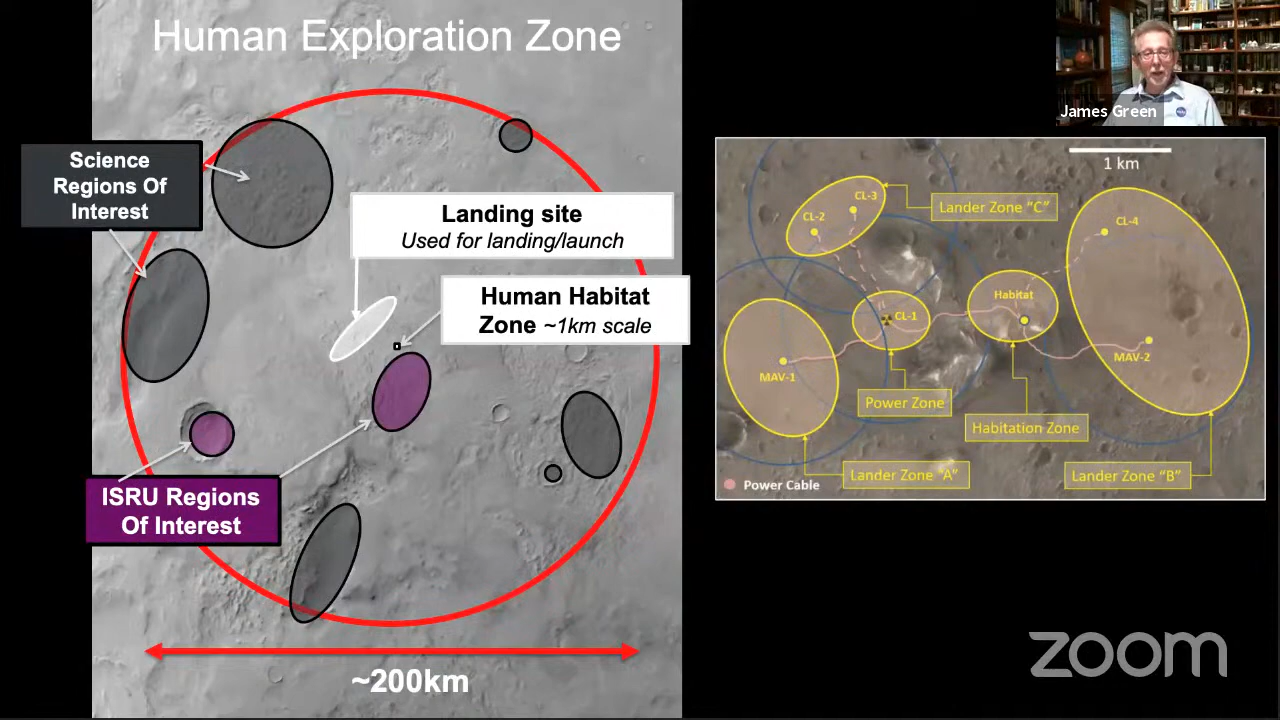 Human Exploration Zone
Science
Regions Of
Interest
Landing site
Used for landing/launch
Human Habitat
Zone ~1km scale
ISRU Regions
Of Interest
~200km
James Green
1 km
CL-3
CL-2
Lander Zone "C"
CL-4
Habitat
CL-1
MAV-2
MAV-1
Power Zone
Habitation Zone
Lander Zone "A"
Lander Zone "B"
Power Cable
zoom